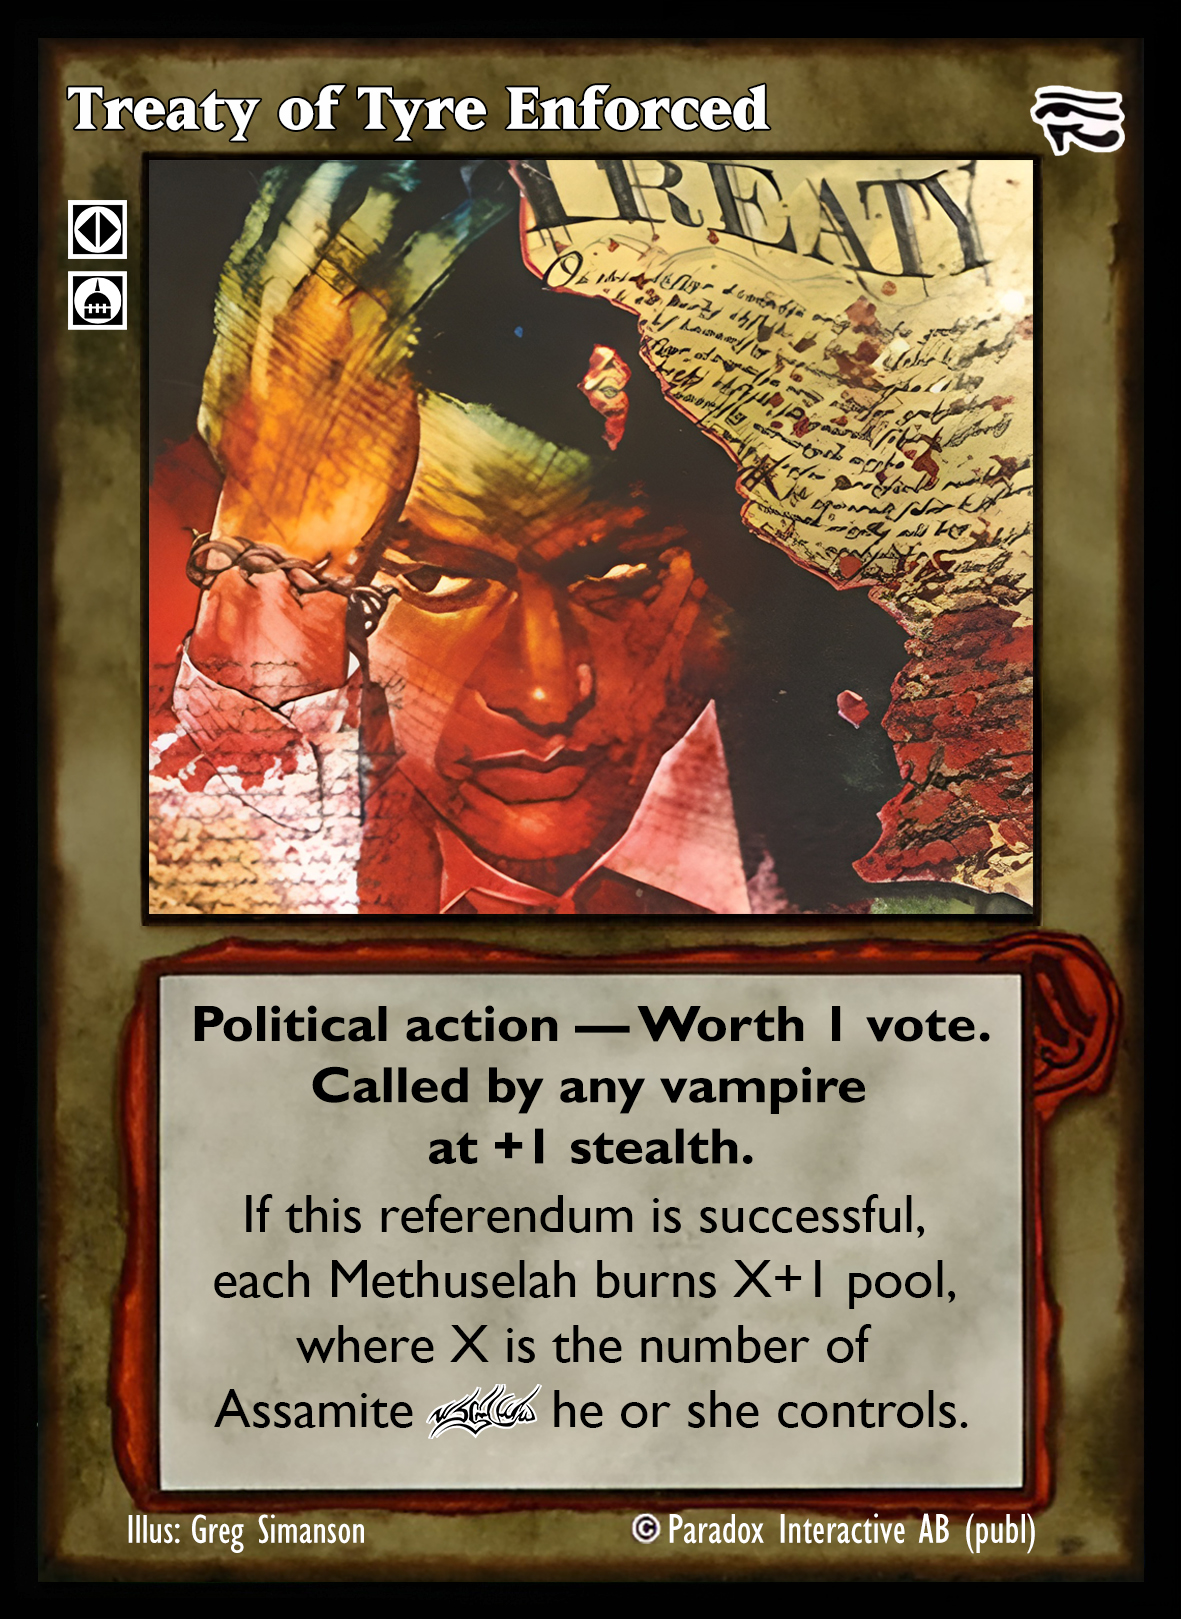 Treaty of Tyre Enforced
TREATY
Political action — Worth 1 vote.
Called by any vampire
at +1 stealth.
If this referendum is successful,
each Methuselah burns X+1 pool,
where X is the number of
Assamite he or she controls.
Illus: Greg Simanson
© Paradox Interactive AB (publ)